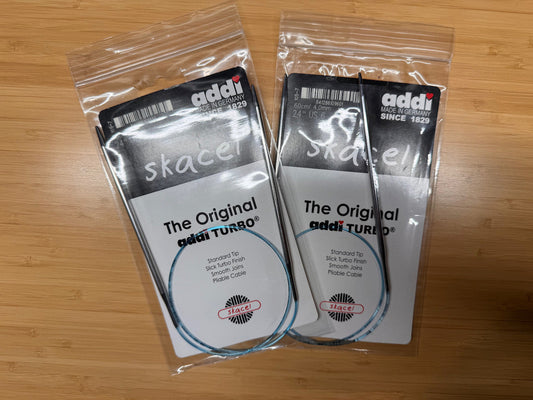 addi
MADE IN GERMANY
SINCE 1829
skacel
The Original
addi TURBO®
Standard Tip
Slick Turbo Finish
Smooth Joins
Pliable Cable
skacel
addi
MADE IN GERMANY
SINCE 1829
60cm 4.0mm
24" US 6
skacel
The Original
addi TURBO®
Standard Tip
Slick Turbo Finish
Smooth Joins
Pliable Cable
skacel